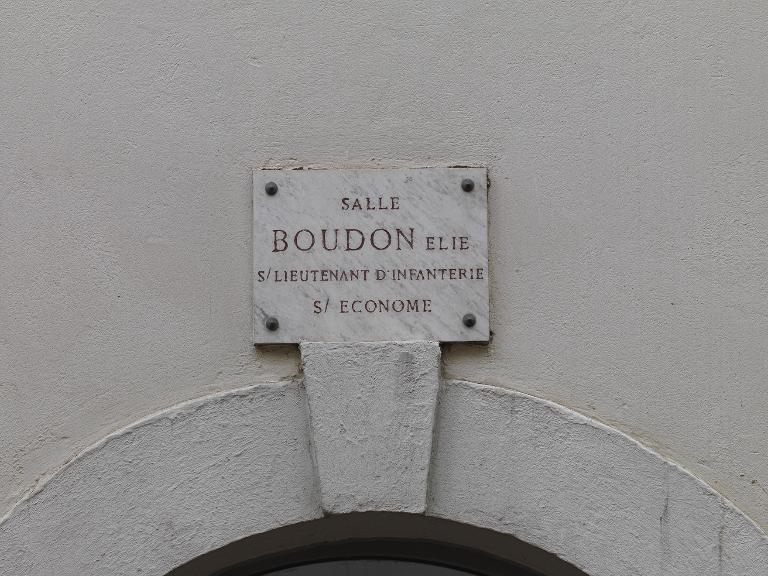 SALLE
BOUDON ELIE
S/LIEUTENANT D'INFANTERIE
S/ ECONOME